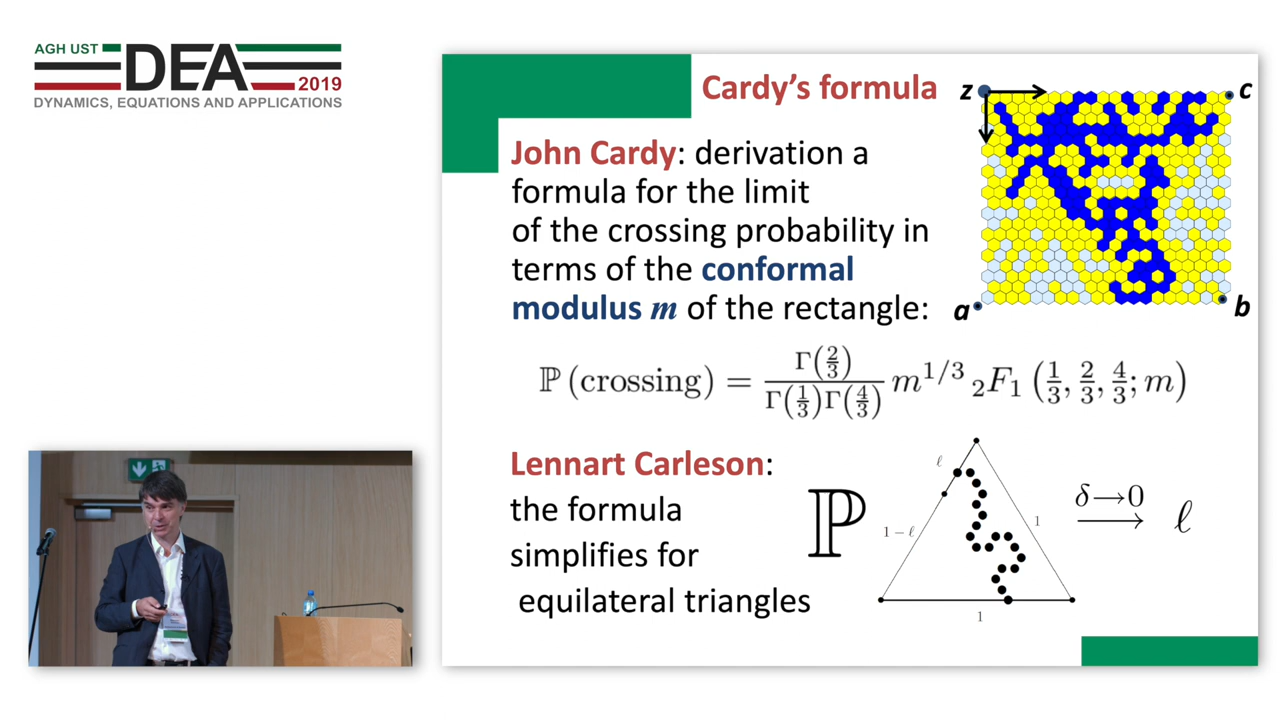 AGH UST DEA 2019
DYNAMICS, EQUATIONS AND APPLICATIONS
Cardy's formula
z
c
John Cardy: derivation a
formula for the limit
of the crossing probability in
terms of the conformal
modulus m of the rectangle:
a
b
ℙ (crossing) = Γ(2/3) / Γ(1/3)Γ(4/3) m^{1/3} ₂F₁ (1/3, 2/3, 4/3; m)
Lennart Carleson:
the formula
simplifies for
equilateral triangles
ℙ
ℓ
1 − ℓ
1
1
δ→0
ℓ